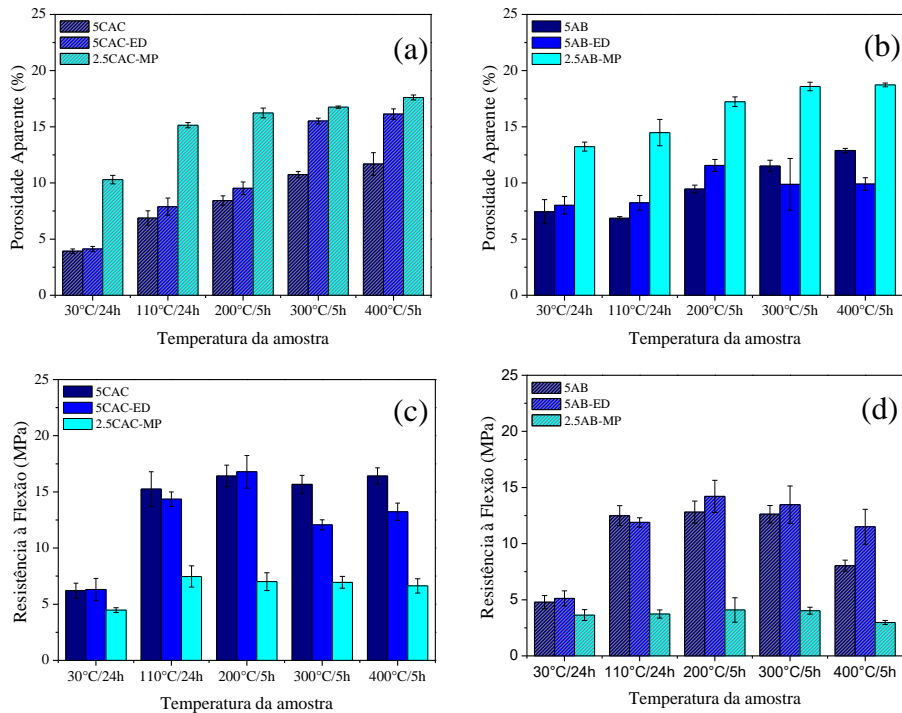 (a)
5CAC
5CAC-ED
2.5CAC-MP
Porosidade Aparente (%)
25
20
15
10
5
0
30°C/24h 110°C/24h 200°C/5h 300°C/5h 400°C/5h
Temperatura da amostra
(b)
5AB
5AB-ED
2.5AB-MP
Porosidade Aparente (%)
25
20
15
10
5
0
30°C/24h 110°C/24h 200°C/5h 300°C/5h 400°C/5h
Temperatura da amostra
(c)
5CAC
5CAC-ED
2.5CAC-MP
Resistência à Flexão (MPa)
25
20
15
10
5
0
30°C/24h 110°C/24h 200°C/5h 300°C/5h 400°C/5h
Temperatura da amostra
(d)
5AB
5AB-ED
2.5AB-MP
Resistência à Flexão (MPa)
25
20
15
10
5
0
30°C/24h 110°C/24h 200°C/5h 300°C/5h 400°C/5h
Temperatura da amostra